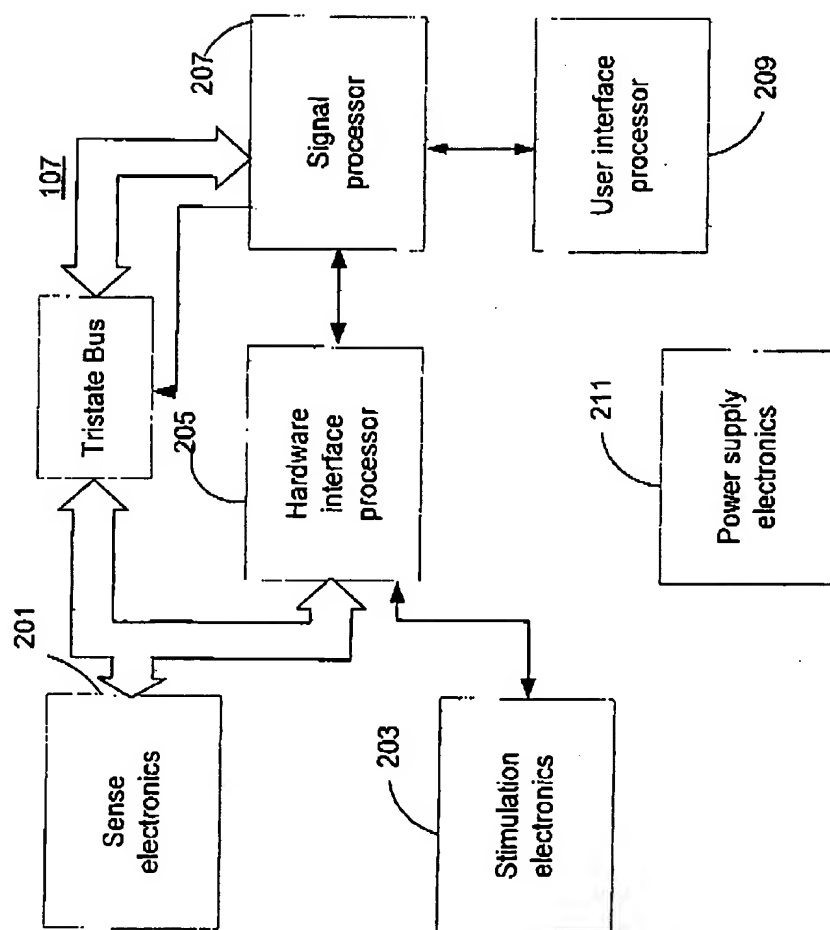 107
Sense
electronics
201
Tristate Bus
Signal
processor
207
Hardware
interface
processor
205
Stimulation
electronics
203
User interface
processor
209
Power supply
electronics
211